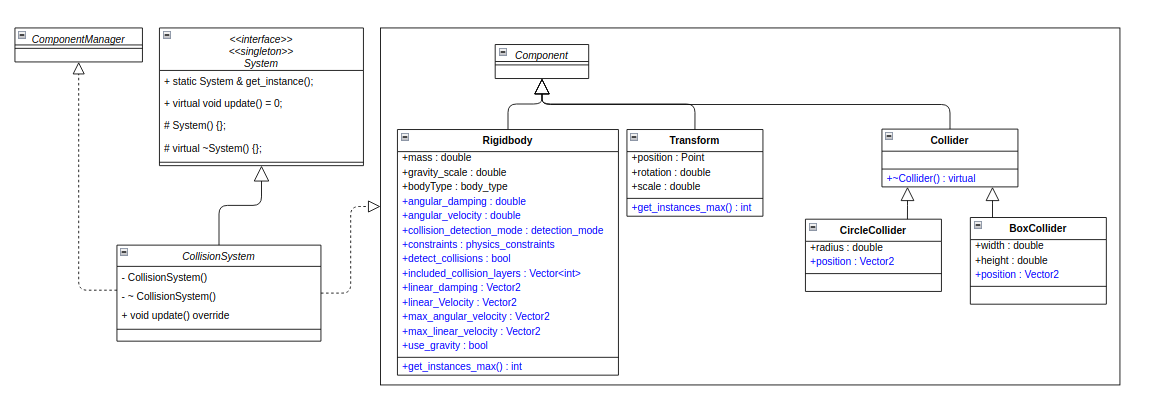 ComponentManager
<<interface>>
<<singleton>>
System
+ static System & get_instance();
+ virtual void update() = 0;
# System() {};
# virtual ~System() {};
CollisionSystem
- CollisionSystem()
- ~ CollisionSystem()
+ void update() override
Component
Rigidbody
+mass : double
+gravity_scale : double
+bodyType : body_type
+angular_damping : double
+angular_velocity : double
+collision_detection_mode : detection_mode
+constraints : physics_constraints
+detect_collisions : bool
+included_collision_layers : Vector<int>
+linear_damping : Vector2
+linear_Velocity : Vector2
+max_angular_velocity : Vector2
+max_linear_velocity : Vector2
+use_gravity : bool
+get_instances_max() : int
Transform
+position : Point
+rotation : double
+scale : double
+get_instances_max() : int
Collider
+~Collider() : virtual
CircleCollider
+radius : double
+position : Vector2
BoxCollider
+width : double
+height : double
+position : Vector2